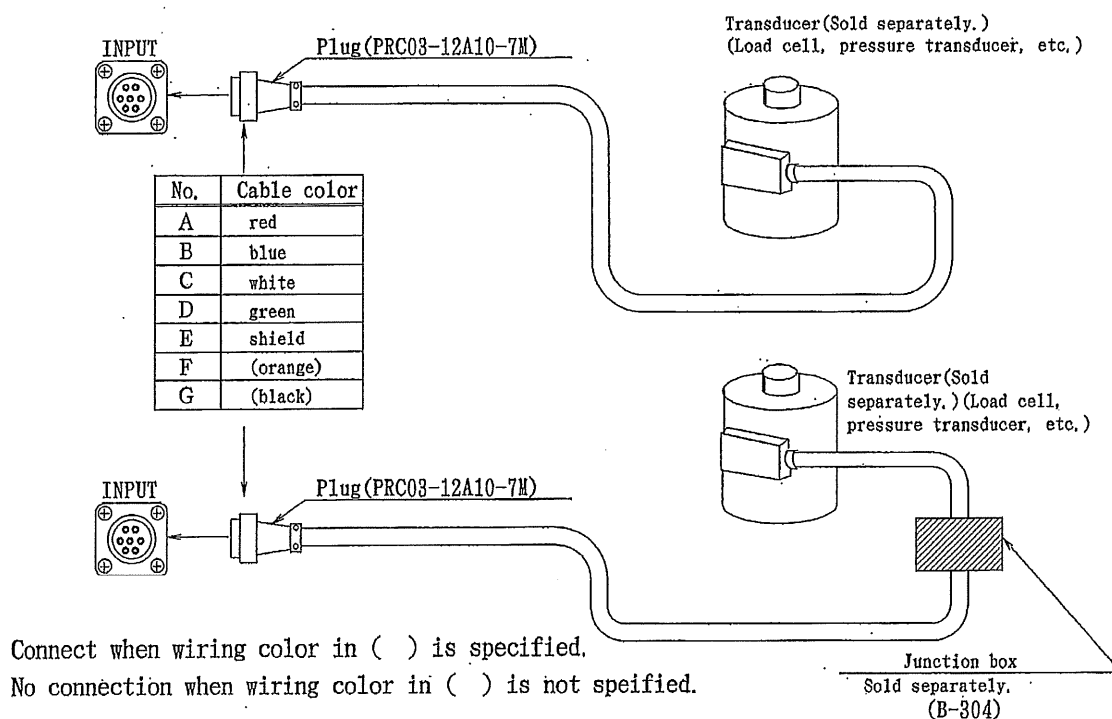 INPUT
Plug(PRC03-12A10-7M)
Transducer(Sold separately.)
(Load cell, pressure transducer, etc.)
No. Cable color
A red
B blue
C white
D green
E shield
F (orange)
G (black)
Transducer(Sold
separately.)(Load cell,
pressure transducer, etc.)
INPUT
Plug(PRC03-12A10-7M)
Connect when wiring color in ( ) is specified.
No connection when wiring color in ( ) is not speified.
Junction box
Sold separately.
(B-304)